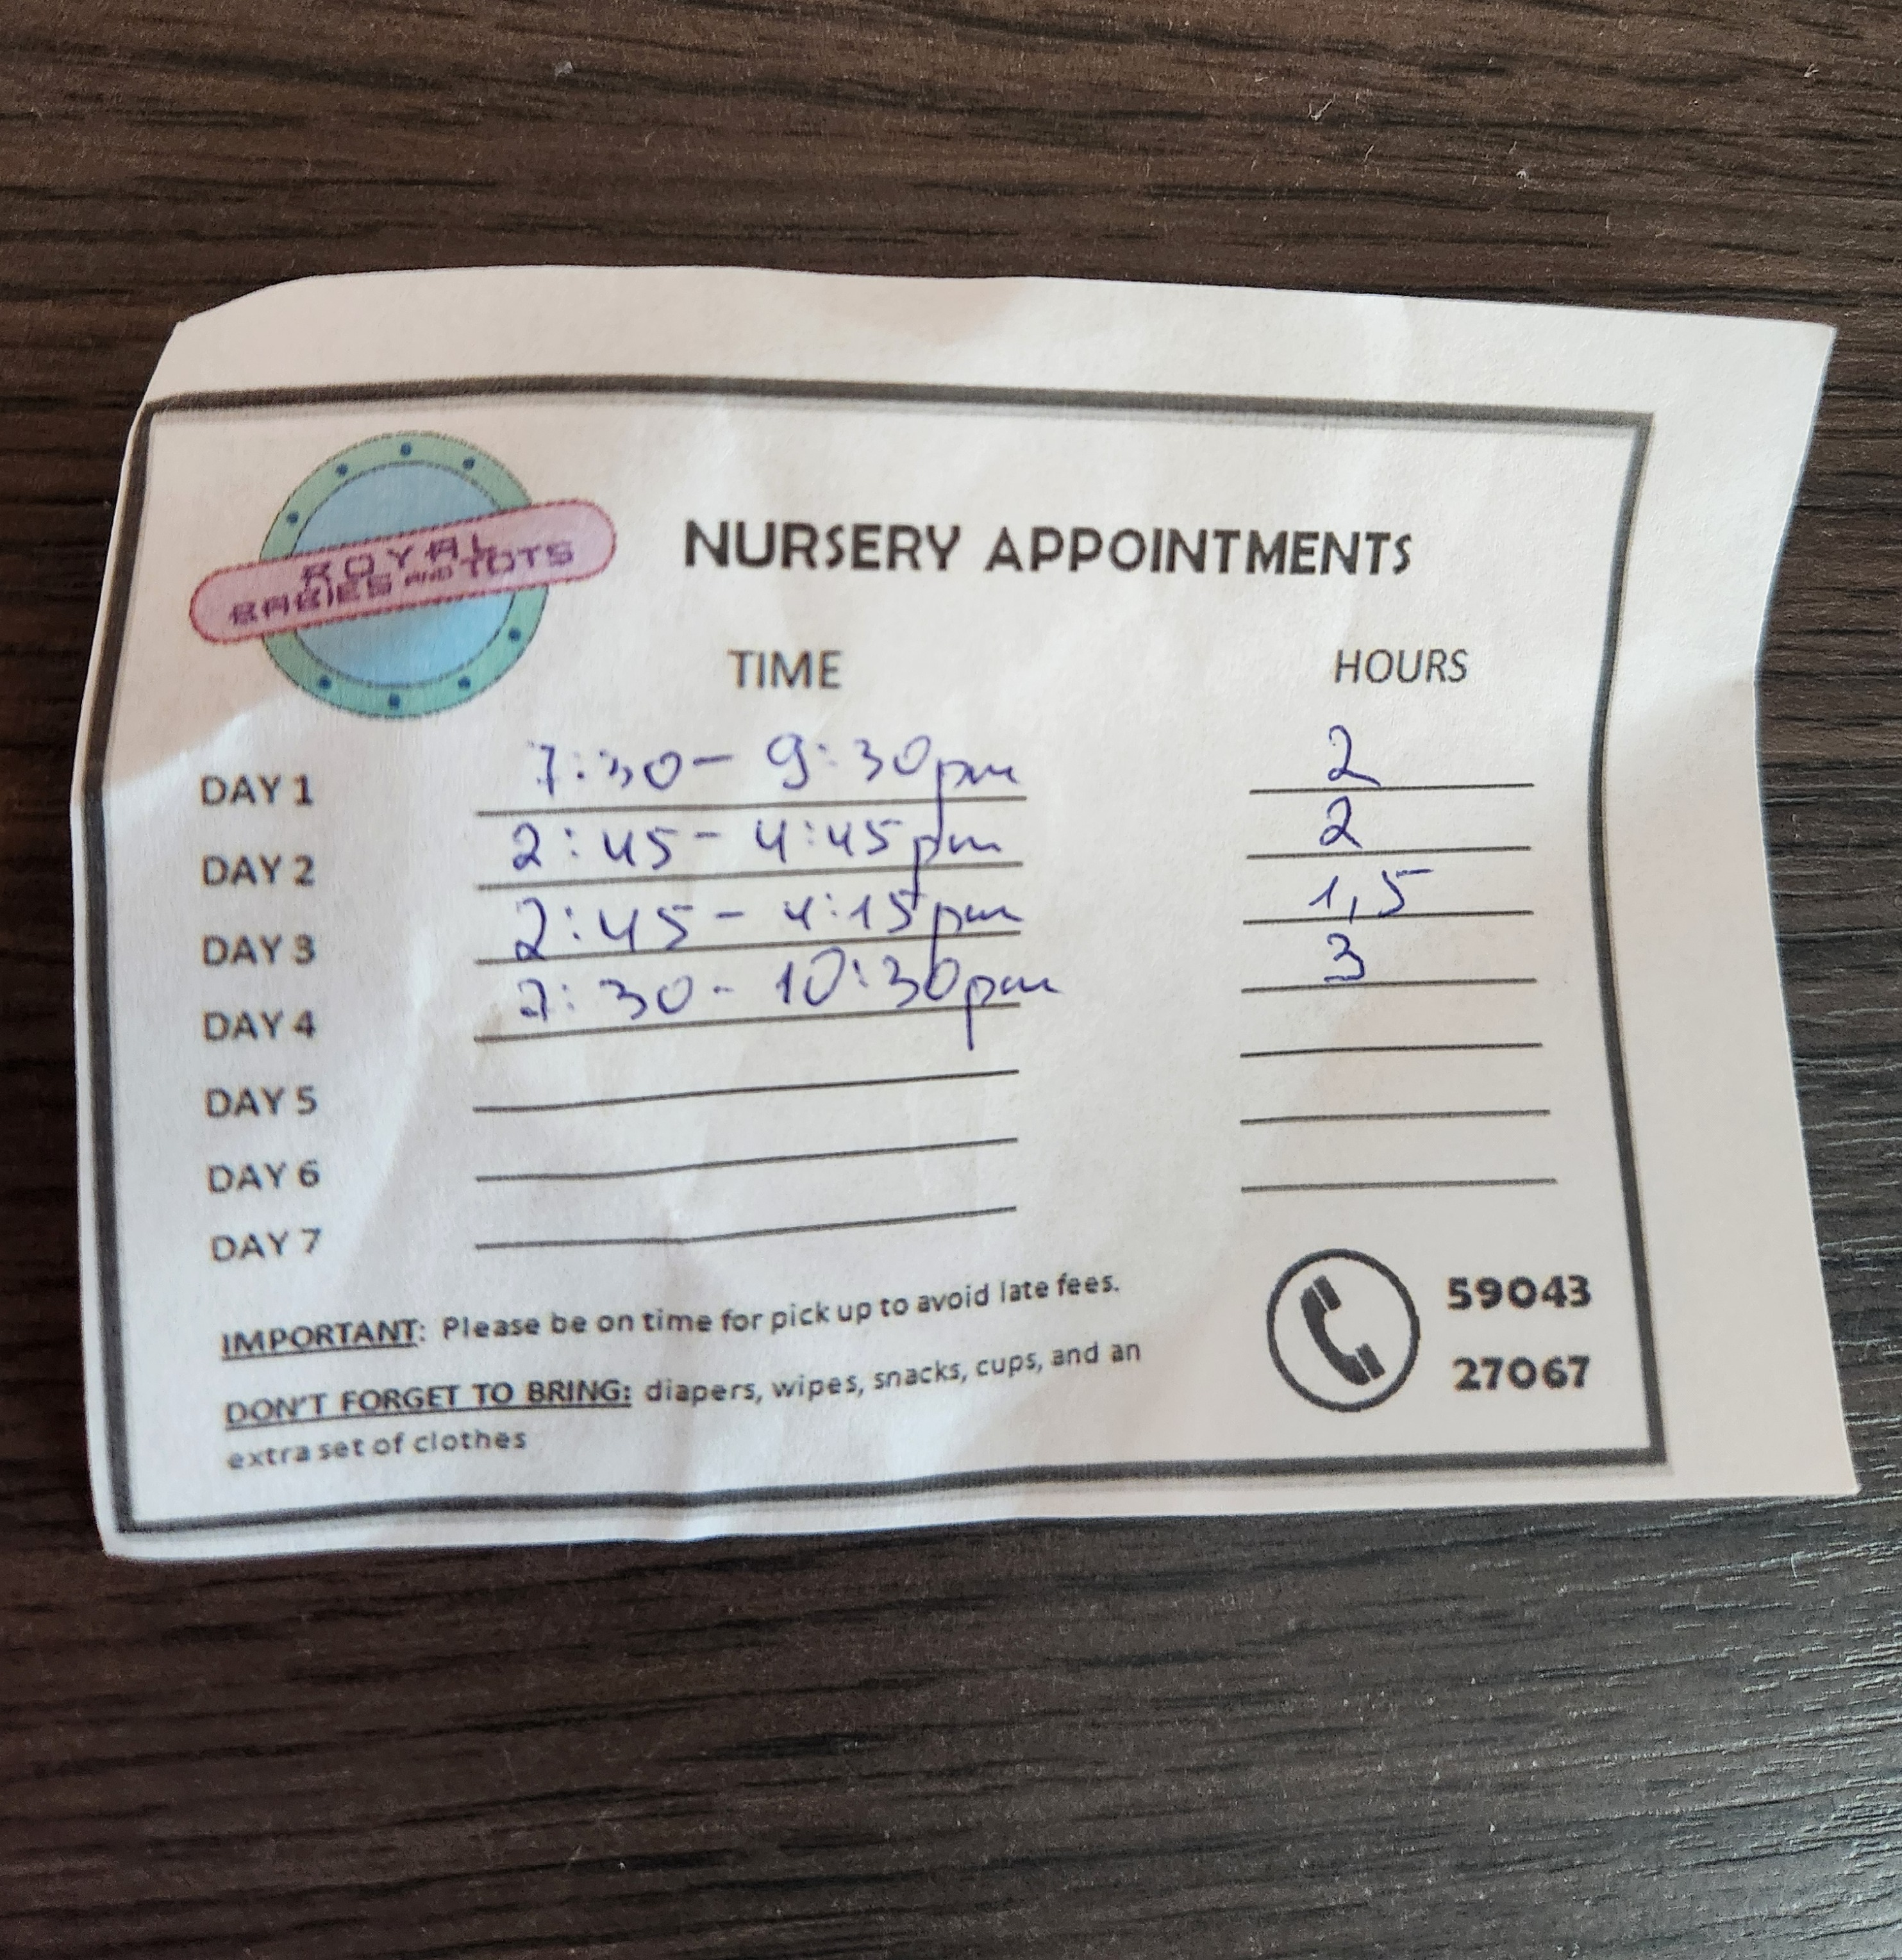 ROYAL
BABIES AND TOTS
NURSERY APPOINTMENTS
TIME HOURS
DAY 1 7:30 - 9:30pm 2
DAY 2 2:45 - 4:45pm 2
DAY 3 2:45 - 4:15pm 1,5
DAY 4 7:30 - 10:30pm 3
DAY 5
DAY 6
DAY 7
IMPORTANT: Please be on time for pick up to avoid late fees.
DON'T FORGET TO BRING: diapers, wipes, snacks, cups, and an
extra set of clothes
59043
27067